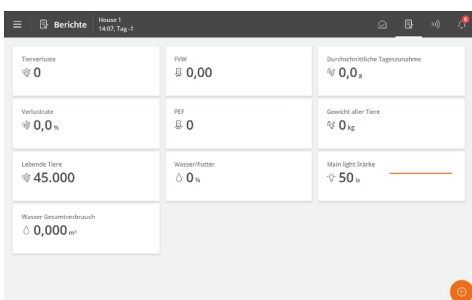 Berichte
House 1
14:07, Tag -1
6
Tierverluste
0
FVW
0,00
Durchschnittliche Tageszunahme
0,0 g
Verlustrate
0,0 %
PEF
0
Gewicht aller Tiere
0 kg
Lebende Tiere
45.000
Wasser/Futter
0 %
Main light Stärke
50 lx
Wasser Gesamtverbrauch
0,000 m³